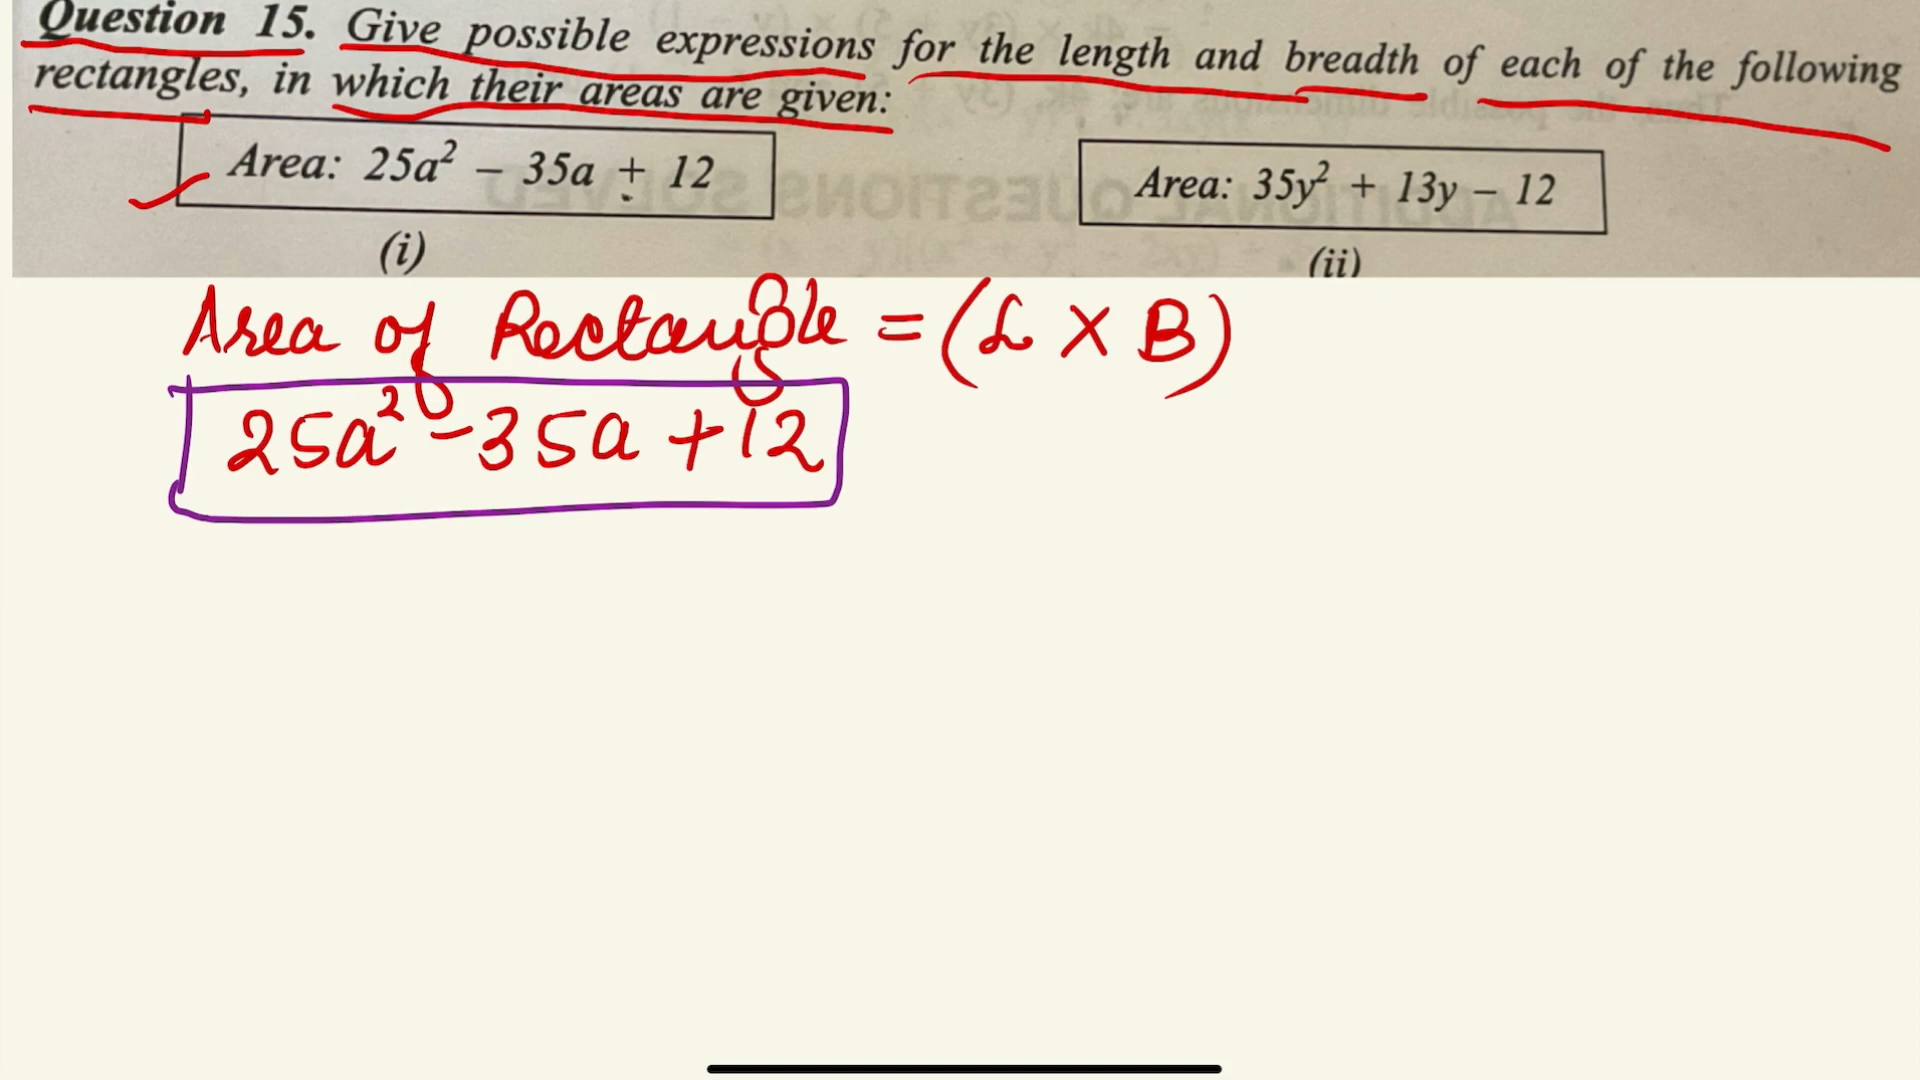 Question 15. Give possible expressions for the length and breadth of each of the following
rectangles, in which their areas are given:
Area: 25a² – 35a + 12
Area: 35y² + 13y – 12
(i)
(ii)
Area of Rectangle = (L X B)
25a² - 35a + 12